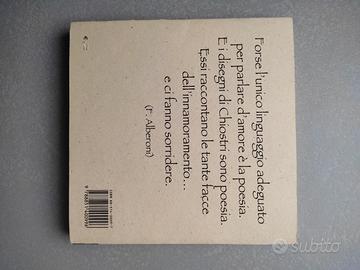 Forse l'unico linguaggio adeguato
per parlare d'amore è la poesia.
E i disegni di Chiostri sono poesia.
Essi raccontano le tante facce
dell'innamoramento...
e ci fanno sorridere.
(F. Alberoni)
subito